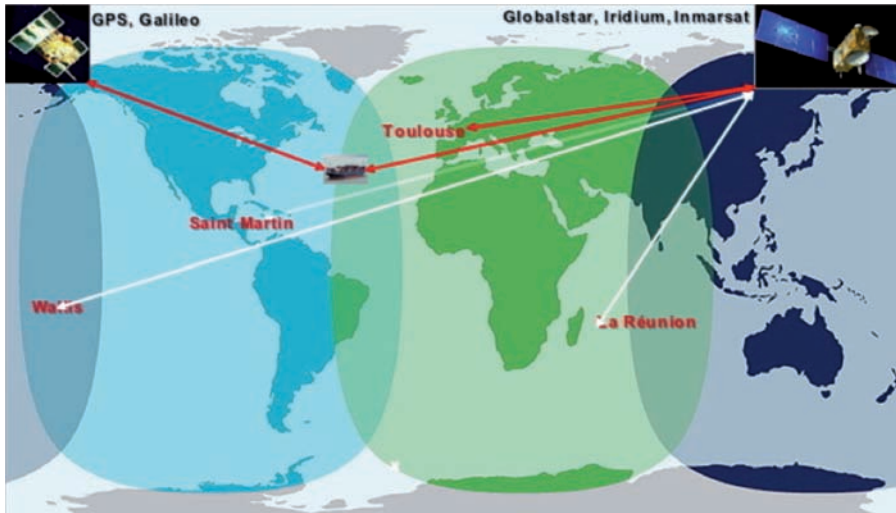 GPS, Galileo
Globalstar, Iridium, Inmarsat
Toulouse
Saint Martin
Wallis
La Réunion